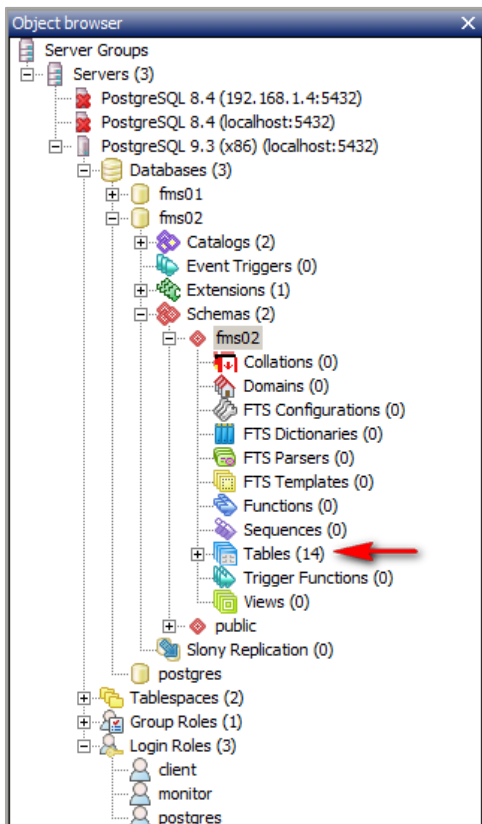 Object browser
Server Groups
Servers (3)
PostgreSQL 8.4 (192.168.1.4:5432)
PostgreSQL 8.4 (localhost:5432)
PostgreSQL 9.3 (x86) (localhost:5432)
Databases (3)
fms01
fms02
Catalogs (2)
Event Triggers (0)
Extensions (1)
Schemas (2)
fms02
Collations (0)
Domains (0)
FTS Configurations (0)
FTS Dictionaries (0)
FTS Parsers (0)
FTS Templates (0)
Functions (0)
Sequences (0)
Tables (14)
Trigger Functions (0)
Views (0)
public
Slony Replication (0)
postgres
Tablespaces (2)
Group Roles (1)
Login Roles (3)
client
monitor
postgres